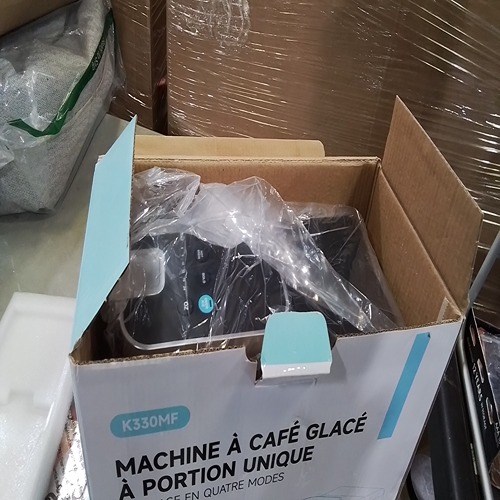 K330MF
MACHINE À CAFÉ GLACÉ
À PORTION UNIQUE
EN QUATRE MODES